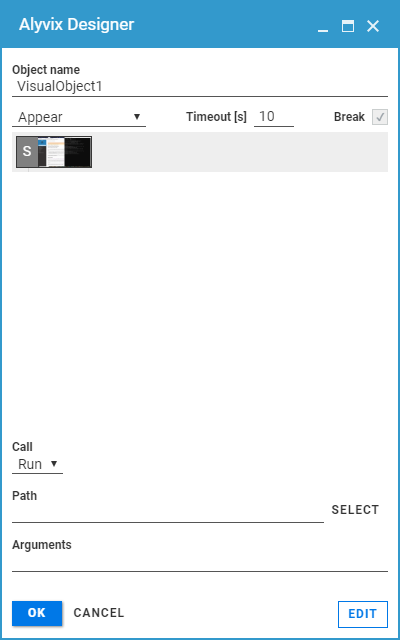 Alyvix Designer
Object name
VisualObject1
Appear Timeout [s] 10 Break
S
Call
Run
Path
SELECT
Arguments
OK CANCEL EDIT